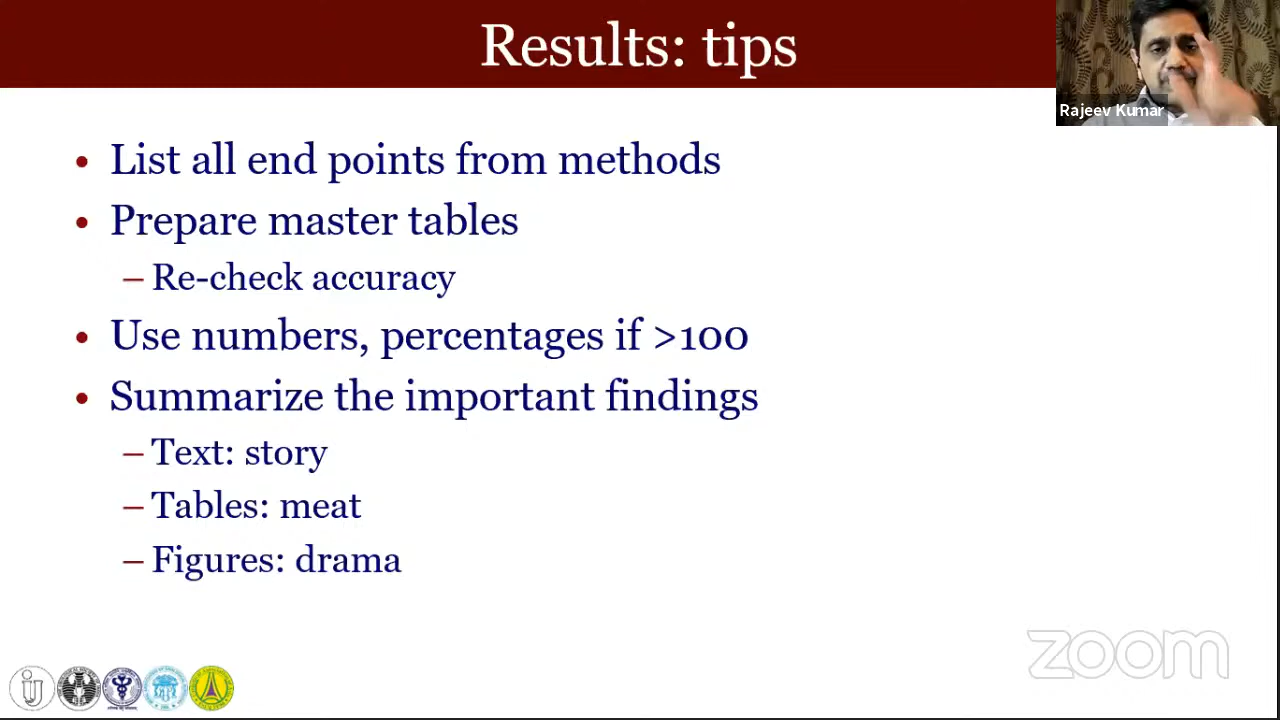 Results: tips
Rajeev Kumar
• List all end points from methods
• Prepare master tables
– Re-check accuracy
• Use numbers, percentages if >100
• Summarize the important findings
– Text: story
– Tables: meat
– Figures: drama
zoom